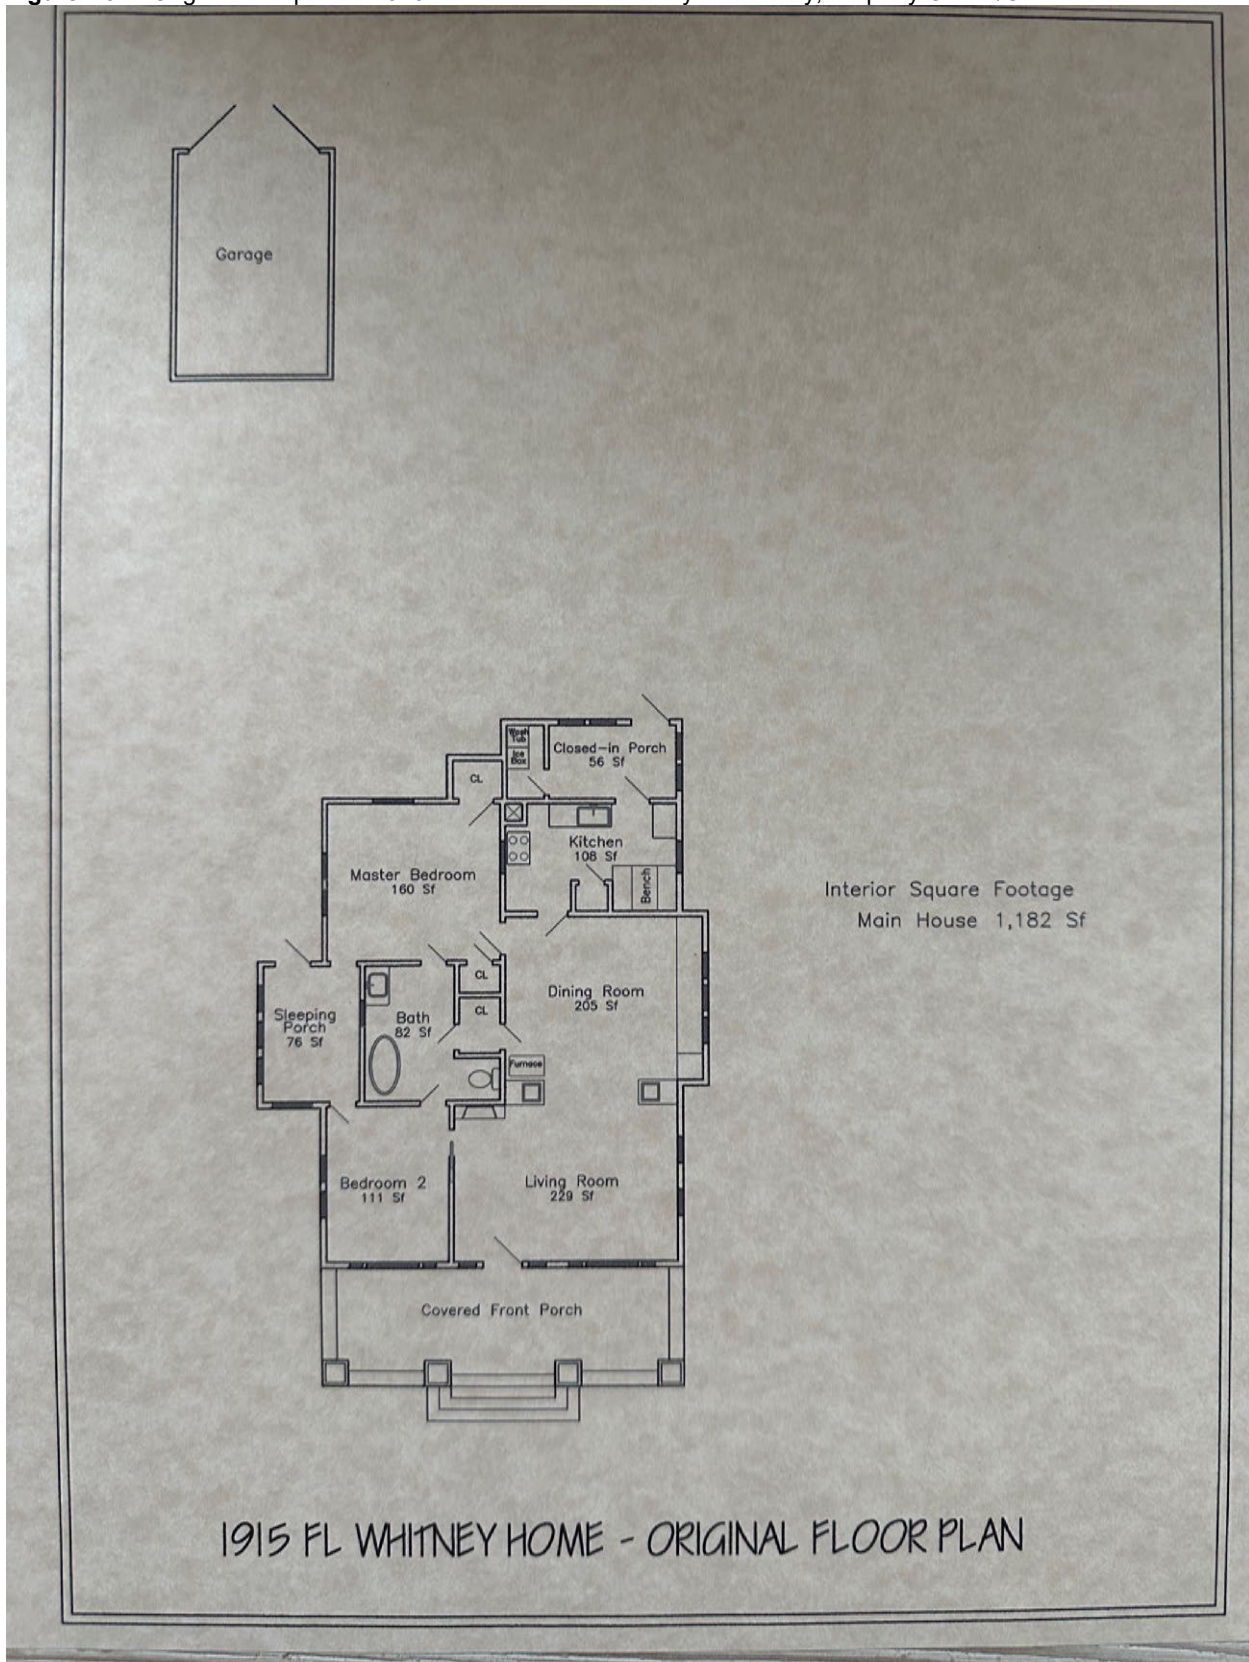 Garage
Wash
Tub
Ice
Box
Closed-in Porch
56 Sf
CL
Kitchen
108 Sf
Master Bedroom
160 Sf
Bench
Interior Square Footage
Main House 1,182 Sf
CL
Dining Room
205 Sf
CL
Sleeping
Porch
76 Sf
Bath
82 Sf
Furnace
Bedroom 2
111 Sf
Living Room
229 Sf
Covered Front Porch
1915 FL WHITNEY HOME - ORIGINAL FLOOR PLAN